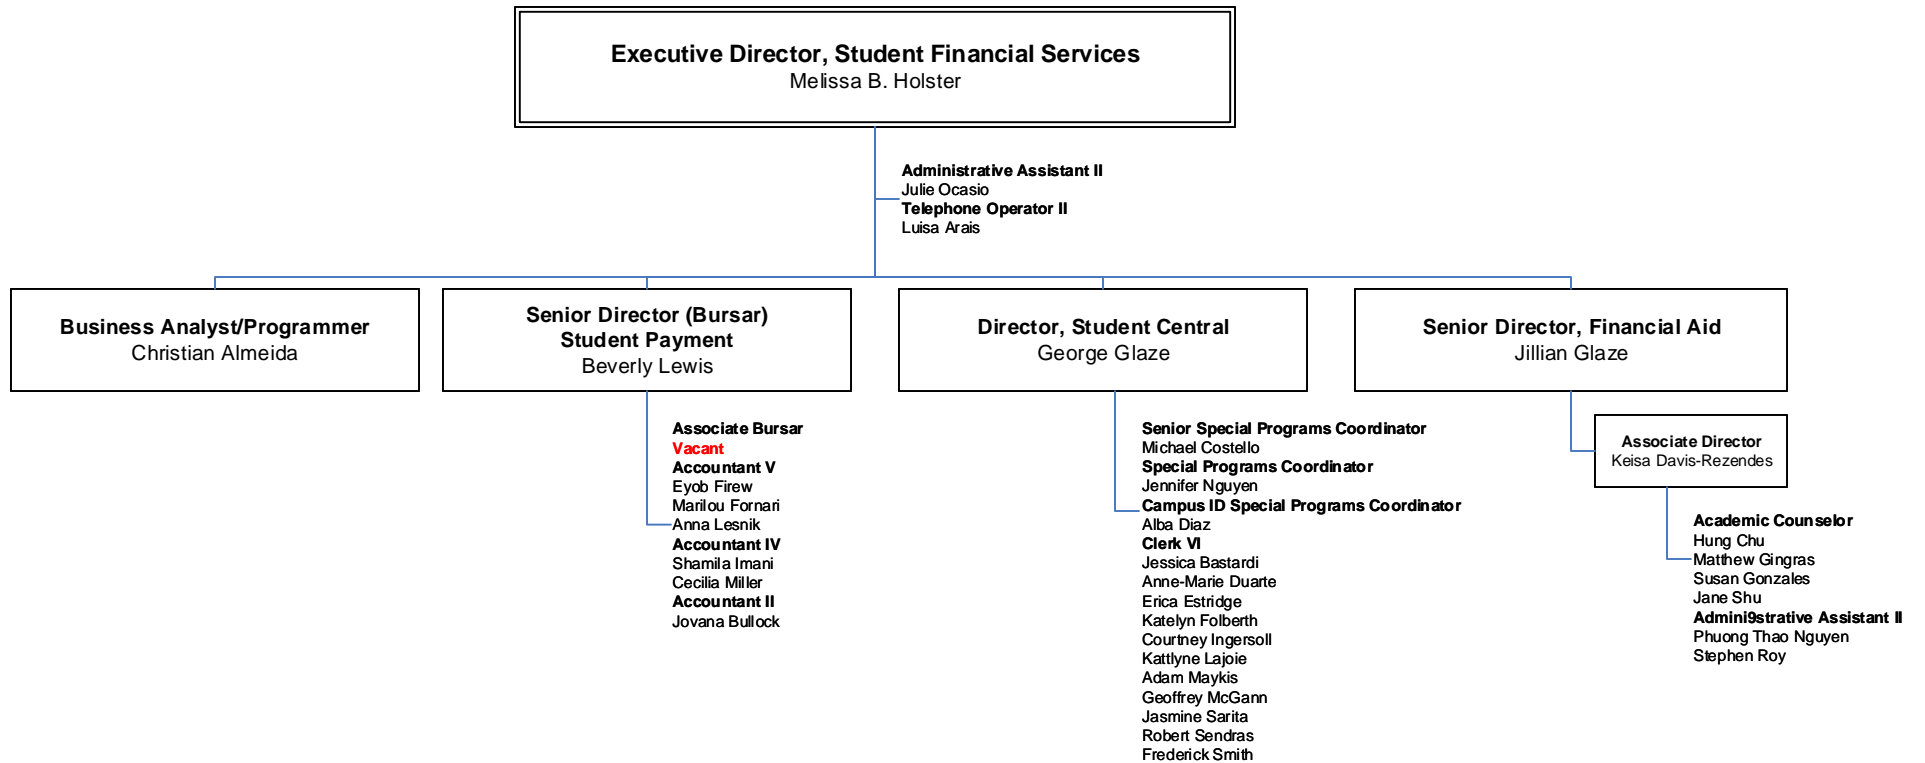 Executive Director, Student Financial Services
Melissa B. Holster
Administrative Assistant II
Julie Ocasio
Telephone Operator II
Luisa Arais
Business Analyst/Programmer
Christian Almeida
Senior Director (Bursar)
Student Payment
Beverly Lewis
Director, Student Central
George Glaze
Senior Director, Financial Aid
Jillian Glaze
Associate Bursar
Vacant
Accountant V
Eyob Firew
Marilou Fornari
Anna Lesnik
Accountant IV
Shamila Imani
Cecilia Miller
Accountant II
Jovana Bullock
Senior Special Programs Coordinator
Michael Costello
Special Programs Coordinator
Jennifer Nguyen
Campus ID Special Programs Coordinator
Alba Diaz
Clerk VI
Jessica Bastardi
Anne-Marie Duarte
Erica Estridge
Katelyn Folberth
Courtney Ingersoll
Kattlyne Lajoie
Adam Maykis
Geoffrey McGann
Jasmine Sarita
Robert Sendras
Frederick Smith
Associate Director
Keisa Davis-Rezendes
Academic Counselor
Hung Chu
Matthew Gingras
Susan Gonzales
Jane Shu
Admini9strative Assistant II
Phuong Thao Nguyen
Stephen Roy